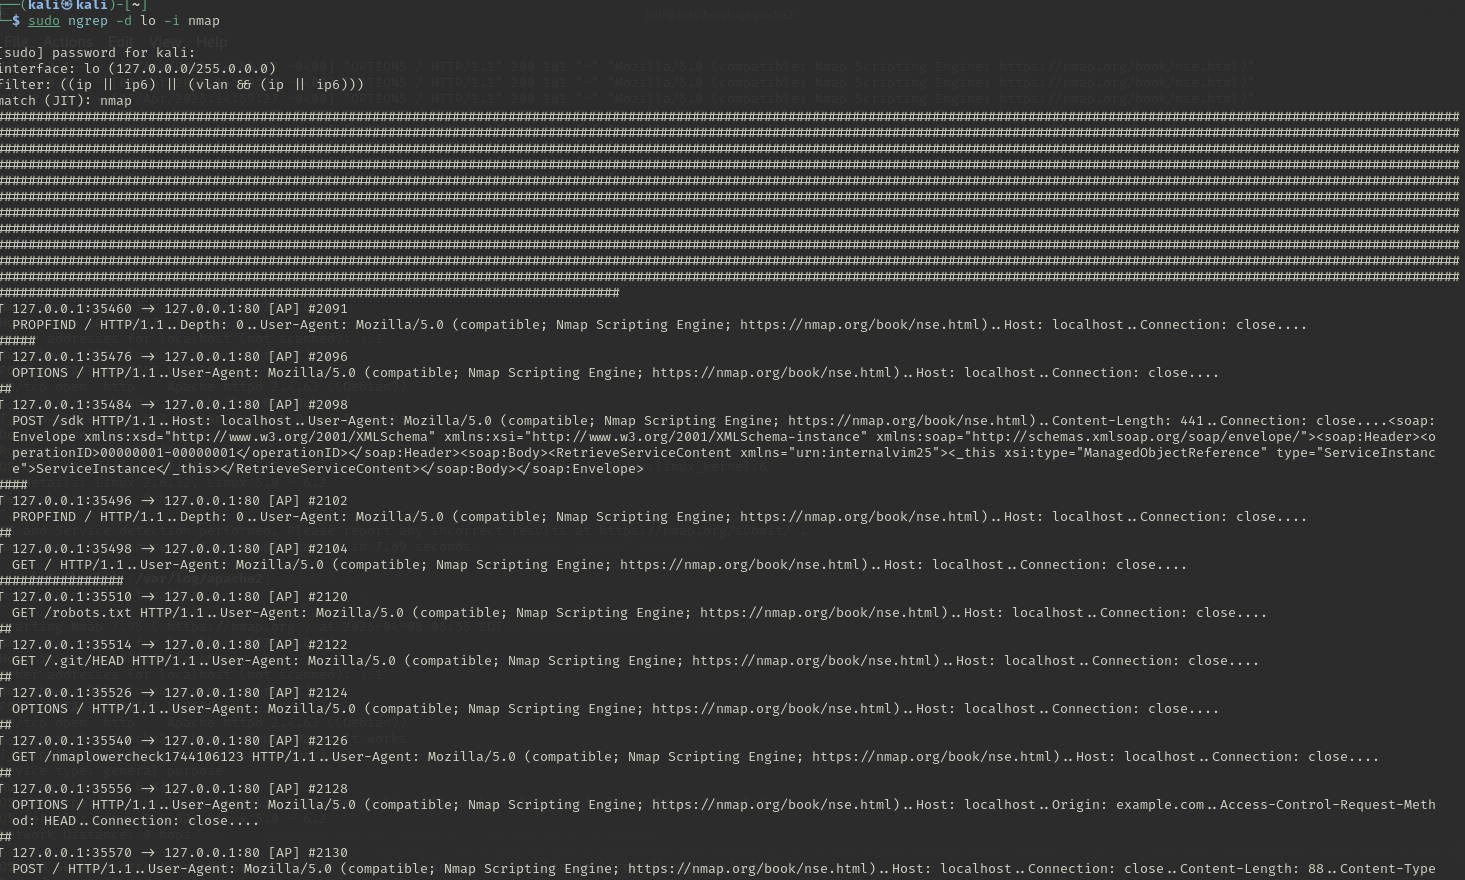 (kali㉿kali)-[~]
$ sudo ngrep -d lo -i nmap
File Actions Edit View Help
[sudo] password for kali:
interface: lo (127.0.0.0/255.0.0.0)
filter: ((ip || ip6) || (vlan && (ip || ip6)))
match (JIT): nmap
T 127.0.0.1:35460 -> 127.0.0.1:80 [AP] #2091
PROPFIND / HTTP/1.1..Depth: 0..User-Agent: Mozilla/5.0 (compatible; Nmap Scripting Engine; https://nmap.org/book/nse.html)..Host: localhost..Connection: close....
#####
T 127.0.0.1:35476 -> 127.0.0.1:80 [AP] #2096
OPTIONS / HTTP/1.1..User-Agent: Mozilla/5.0 (compatible; Nmap Scripting Engine; https://nmap.org/book/nse.html)..Host: localhost..Connection: close....
##
T 127.0.0.1:35484 -> 127.0.0.1:80 [AP] #2098
POST /sdk HTTP/1.1..Host: localhost..User-Agent: Mozilla/5.0 (compatible; Nmap Scripting Engine; https://nmap.org/book/nse.html)..Content-Length: 441..Connection: close....<soap:
Envelope xmlns:xsd="http://www.w3.org/2001/XMLSchema" xmlns:xsi="http://www.w3.org/2001/XMLSchema-instance" xmlns:soap="http://schemas.xmlsoap.org/soap/envelope/"><soap:Header><o
perationID>00000001-00000001</operationID></soap:Header><soap:Body><RetrieveServiceContent xmlns="urn:internalvim25"><_this xsi:type="ManagedObjectReference" type="ServiceInstanc
e">ServiceInstance</_this></RetrieveServiceContent></soap:Body></soap:Envelope>
####
T 127.0.0.1:35496 -> 127.0.0.1:80 [AP] #2102
PROPFIND / HTTP/1.1..Depth: 0..User-Agent: Mozilla/5.0 (compatible; Nmap Scripting Engine; https://nmap.org/book/nse.html)..Host: localhost..Connection: close....
##
T 127.0.0.1:35498 -> 127.0.0.1:80 [AP] #2104
GET / HTTP/1.1..User-Agent: Mozilla/5.0 (compatible; Nmap Scripting Engine; https://nmap.org/book/nse.html)..Host: localhost..Connection: close....
################
T 127.0.0.1:35510 -> 127.0.0.1:80 [AP] #2120
GET /robots.txt HTTP/1.1..User-Agent: Mozilla/5.0 (compatible; Nmap Scripting Engine; https://nmap.org/book/nse.html)..Host: localhost..Connection: close....
##
T 127.0.0.1:35514 -> 127.0.0.1:80 [AP] #2122
GET /.git/HEAD HTTP/1.1..User-Agent: Mozilla/5.0 (compatible; Nmap Scripting Engine; https://nmap.org/book/nse.html)..Host: localhost..Connection: close....
##
T 127.0.0.1:35526 -> 127.0.0.1:80 [AP] #2124
OPTIONS / HTTP/1.1..User-Agent: Mozilla/5.0 (compatible; Nmap Scripting Engine; https://nmap.org/book/nse.html)..Host: localhost..Connection: close....
##
T 127.0.0.1:35540 -> 127.0.0.1:80 [AP] #2126
GET /nmaplowercheck1744106123 HTTP/1.1..User-Agent: Mozilla/5.0 (compatible; Nmap Scripting Engine; https://nmap.org/book/nse.html)..Host: localhost..Connection: close....
##
T 127.0.0.1:35556 -> 127.0.0.1:80 [AP] #2128
OPTIONS / HTTP/1.1..User-Agent: Mozilla/5.0 (compatible; Nmap Scripting Engine; https://nmap.org/book/nse.html)..Host: localhost..Origin: example.com..Access-Control-Request-Meth
od: HEAD..Connection: close....
##
T 127.0.0.1:35570 -> 127.0.0.1:80 [AP] #2130
POST / HTTP/1.1..User-Agent: Mozilla/5.0 (compatible; Nmap Scripting Engine; https://nmap.org/book/nse.html)..Host: localhost..Connection: close..Content-Length: 88..Content-Type